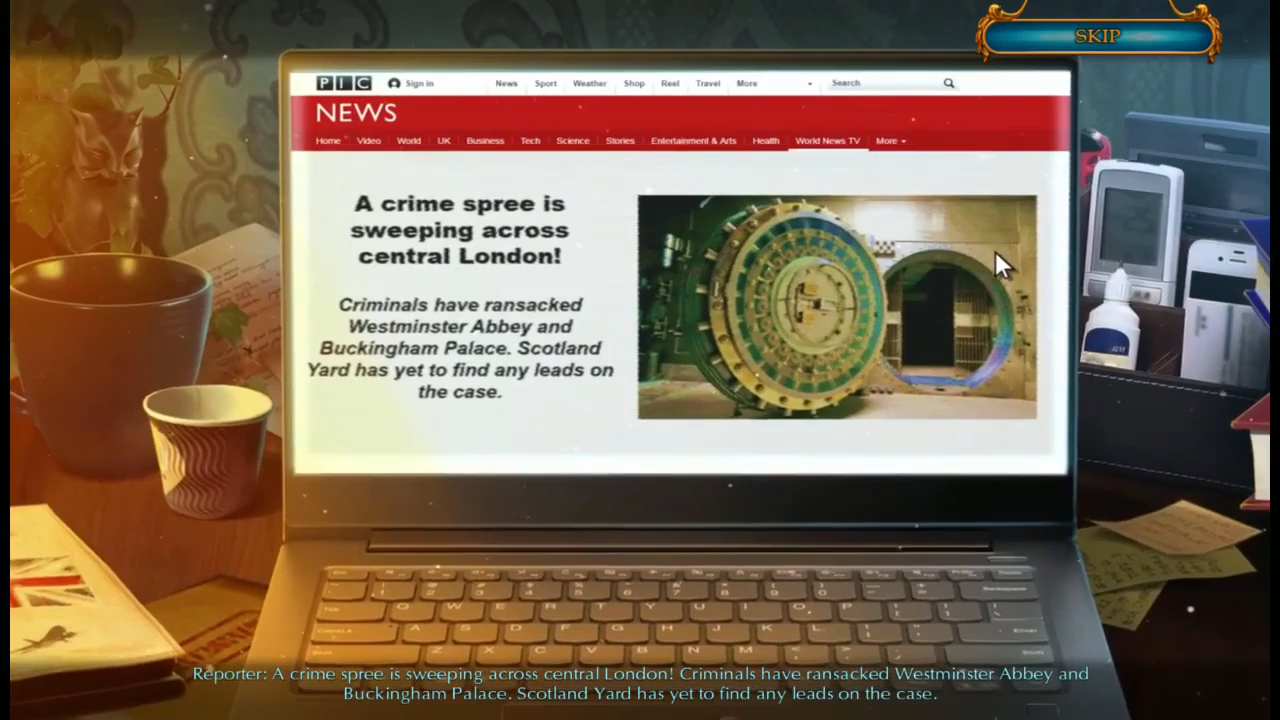 SKIP
PIC Sign in News Sport Weather Shop Reel Travel More Search
NEWS
Home Video World UK Business Tech Science Stories Entertainment & Arts Health World News TV More
A crime spree is
sweeping across
central London!
Criminals have ransacked
Westminster Abbey and
Buckingham Palace. Scotland
Yard has yet to find any leads on
the case.
Q W E R T Y U I O P
A S D F G H J K L
Z X C V B N M
Reporter: A crime spree is sweeping across central London! Criminals have ransacked Westminster Abbey and
Buckingham Palace. Scotland Yard has yet to find any leads on the case.